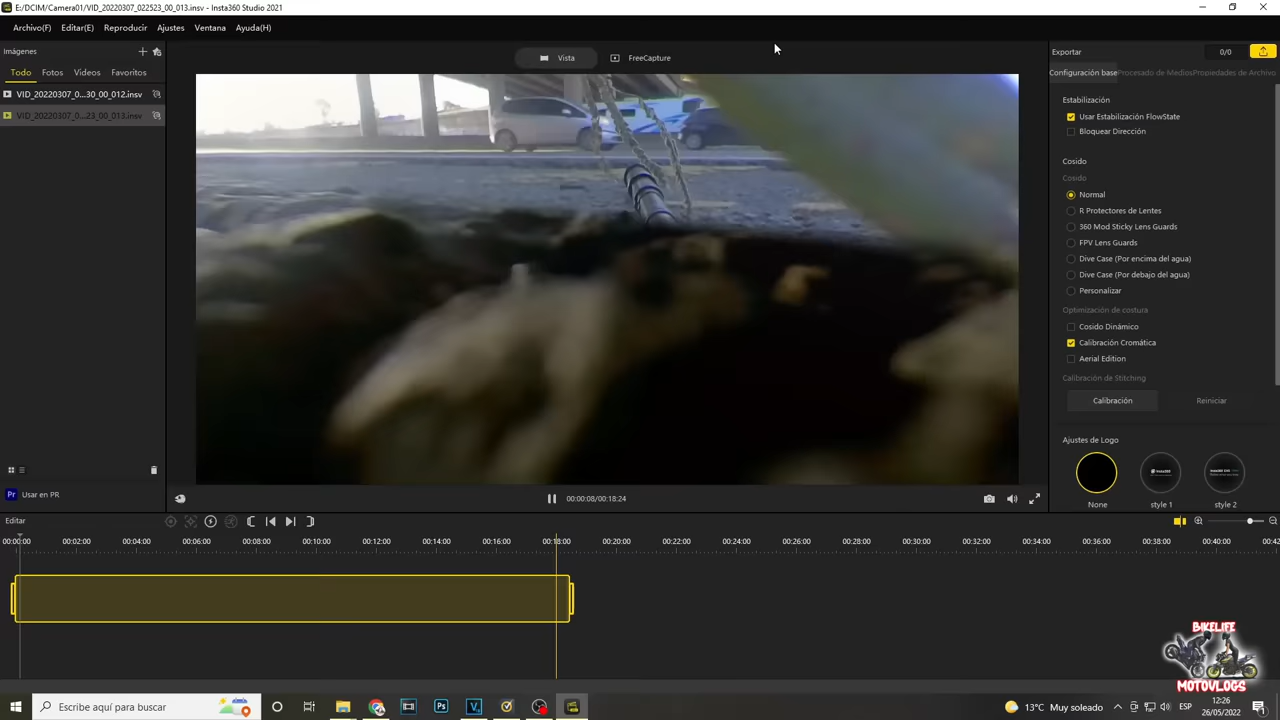 E:/DCIM/Camera01/VID_20220307_022523_00_013.insv - Insta360 Studio 2021
Archivo(F) Editar(E) Reproducir Ajustes Ventana Ayuda(H)
Imágenes
Todo Fotos Vídeos Favoritos
VID_20220307_0...30_00_012.insv
VID_20220307_0...23_00_013.insv
Pr Usar en PR
Vista FreeCapture
00:00:08/00:18:24
Exportar 0/0
Configuración base Procesado de Medios Propiedades de Archivo
Estabilización
Usar Estabilización FlowState
Bloquear Dirección
Cosido
Cosido
Normal
R Protectores de Lentes
360 Mod Sticky Lens Guards
FPV Lens Guards
Dive Case (Por encima del agua)
Dive Case (Por debajo del agua)
Personalizar
Optimización de costura
Cosido Dinámico
Calibración Cromática
Aerial Edition
Calibración de Stitching
Calibración Reiniciar
Ajustes de Logo
None style 1 style 2
Editar
00:00:00 00:02:00 00:04:00 00:06:00 00:08:00 00:10:00 00:12:00 00:14:00 00:16:00 00:18:00 00:20:00 00:22:00 00:24:00 00:26:00 00:28:00 00:30:00 00:32:00 00:34:00 00:36:00 00:38:00 00:40:00 00:42
BIKELIFE
MOTOVLOGS
Escribe aquí para buscar
Ps
13°C Muy soleado
ESP
12:26
26/05/2022